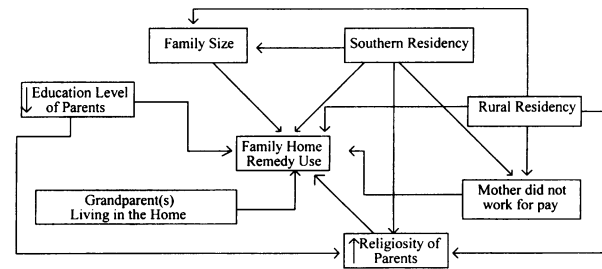 Family Size
Southern Residency
↓ Education Level
of Parents
Rural Residency
Family Home
Remedy Use
Grandparent(s)
Living in the Home
Mother did not
work for pay
↑ Religiosity of
Parents